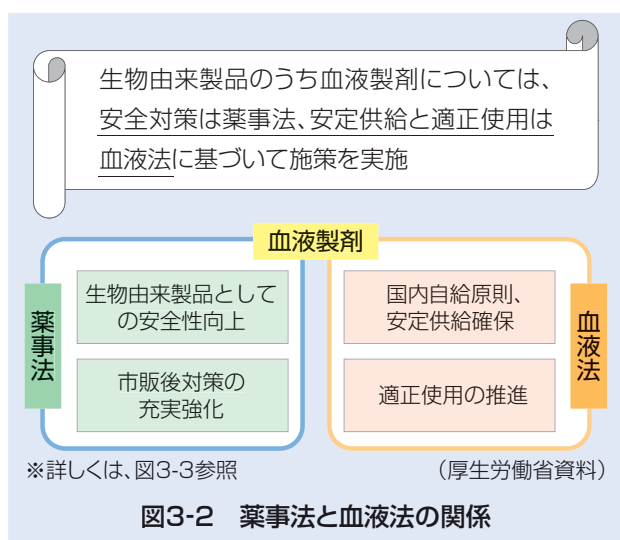 生物由来製品のうち血液製剤については、
安全対策は薬事法、安定供給と適正使用は
血液法に基づいて施策を実施
血液製剤
薬事法
生物由来製品として
の安全性向上
市販後対策の
充実強化
国内自給原則、
安定供給確保
適正使用の推進
血液法
※詳しくは、図3-3参照
（厚生労働省資料）
図3-2　薬事法と血液法の関係